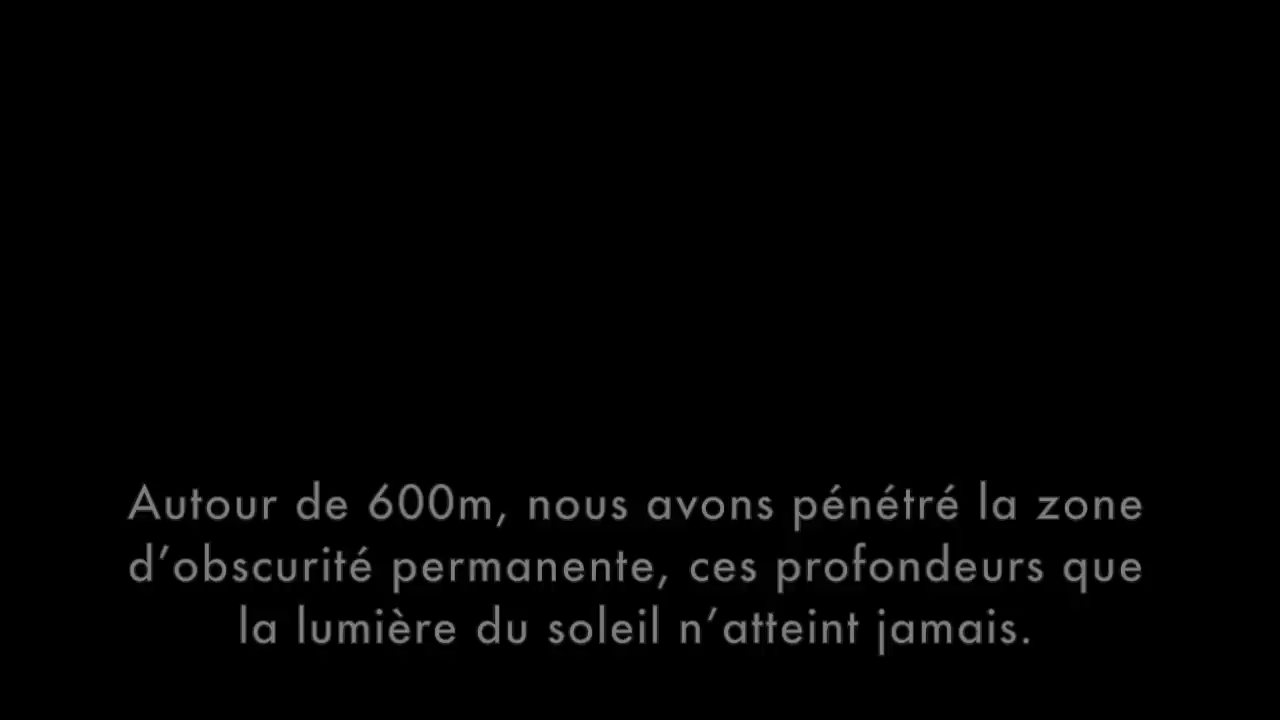 Autour de 600m, nous avons pénétré la zone
d’obscurité permanente, ces profondeurs que
la lumière du soleil n’atteint jamais.